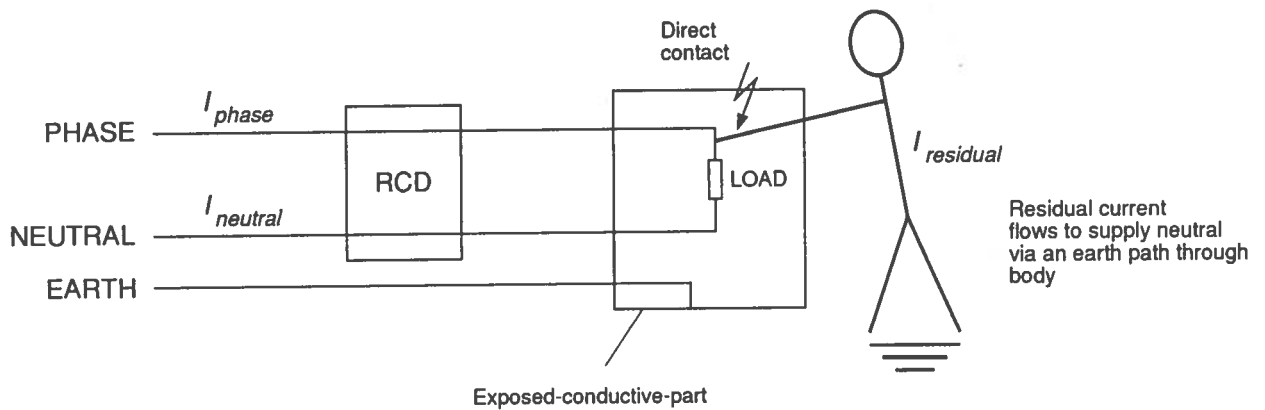 Direct
contact
I phase
PHASE
I residual
RCD
LOAD
I neutral
NEUTRAL
Residual current
flows to supply neutral
via an earth path through
body
EARTH
Exposed-conductive-part